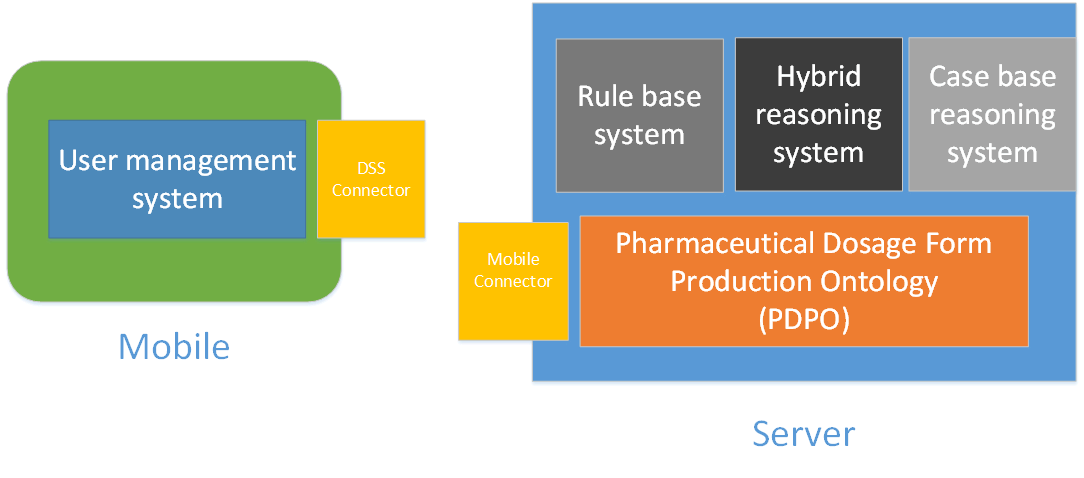 User management
system
DSS
Connector
Mobile
Rule base
system
Hybrid
reasoning
system
Case base
reasoning
system
Mobile
Connector
Pharmaceutical Dosage Form
Production Ontology
(PDPO)
Server